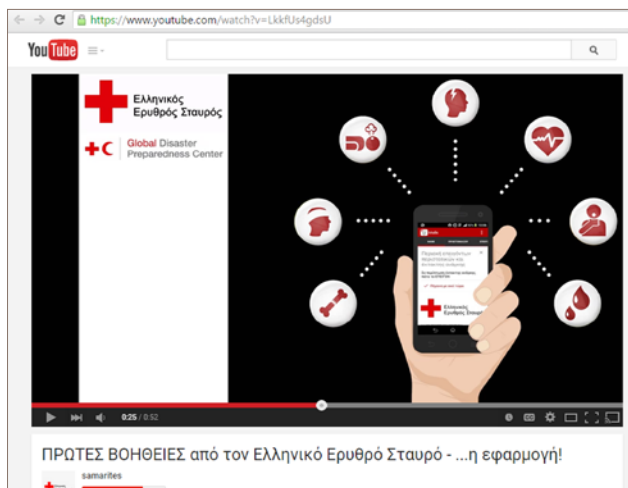 https://www.youtube.com/watch?v=LkkfUs4gdsU
YouTube
Ελληνικός
Ερυθρός Σταυρός
Global Disaster
Preparedness Center
Ελληνικός
Ερυθρός Σταυρός
0:25 / 0:52
ΠΡΩΤΕΣ ΒΟΗΘΕΙΕΣ από τον Ελληνικό Ερυθρό Σταυρό - ...η εφαρμογή!
samarites